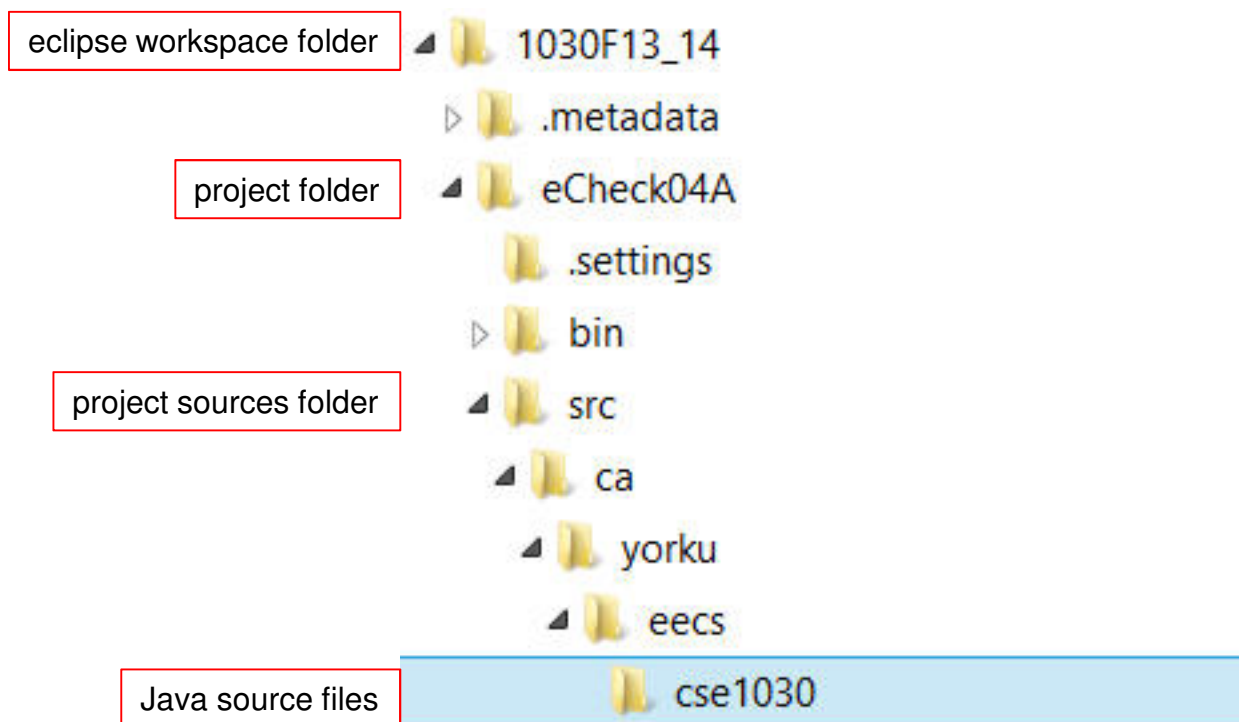 eclipse workspace folder 1030F13_14
.metadata
project folder eCheck04A
.settings
bin
project sources folder src
ca
yorku
eecs
Java source files cse1030